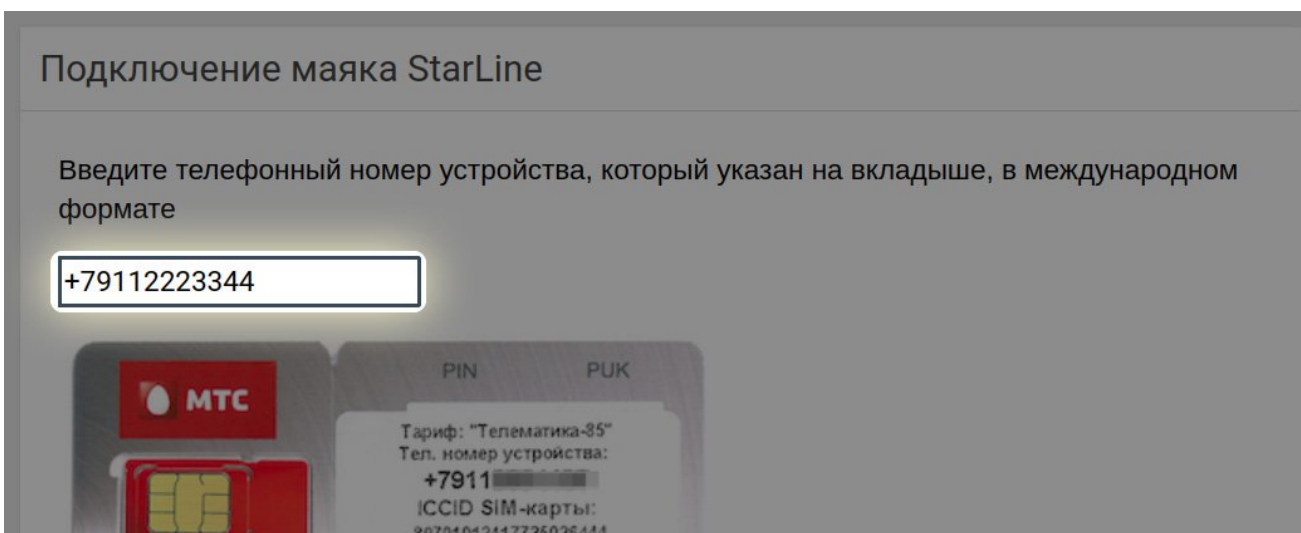 Подключение маяка StarLine
Введите телефонный номер устройства, который указан на вкладыше, в международном
формате
+79112223344
PIN PUK
МТС
Тариф: "Телематика-85"
Тел. номер устройства:
+7911
ICCID SIM-карты: